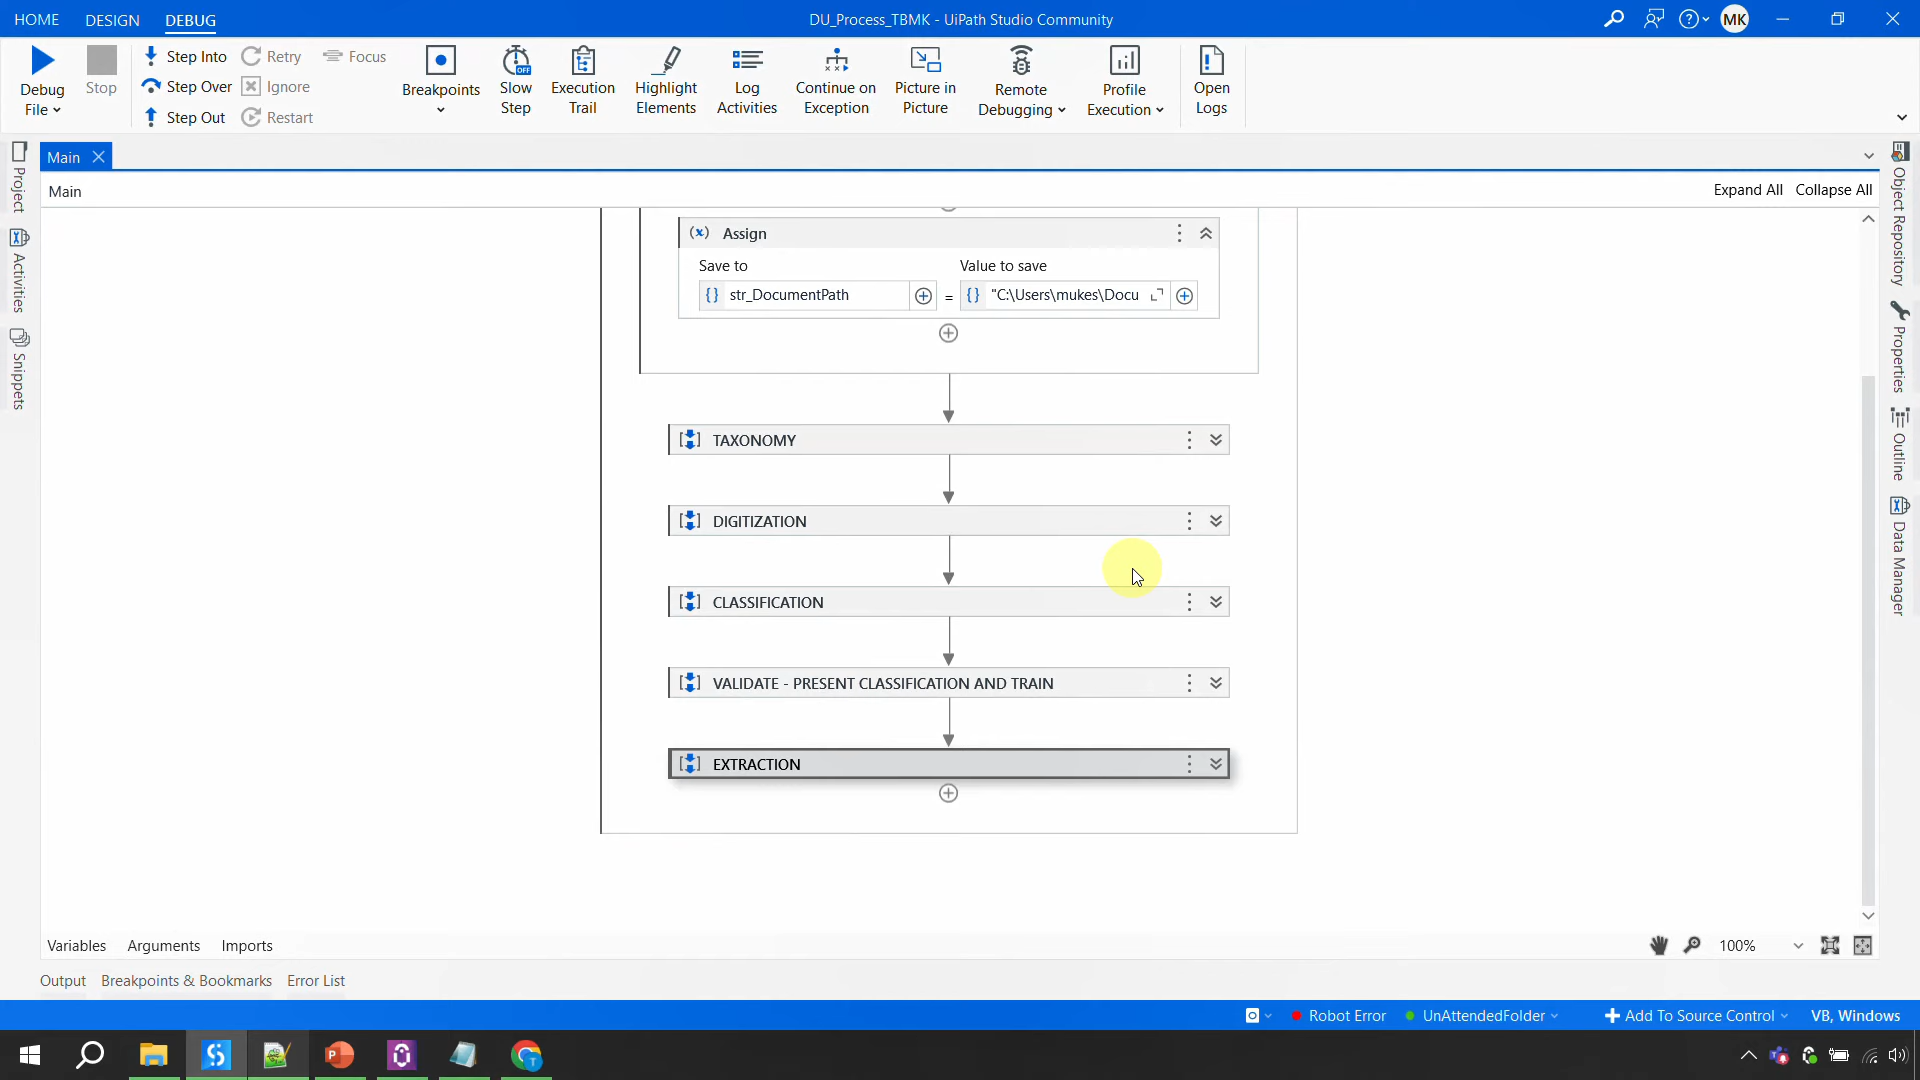 HOME DESIGN DEBUG
DU_Process_TBMK - UiPath Studio Community
MK
Debug File
Stop
Step Into
Step Over
Step Out
Retry
Ignore
Restart
Focus
Breakpoints
Slow Step
OFF
Execution Trail
Highlight Elements
Log Activities
Continue on Exception
Picture in Picture
Remote Debugging
Profile Execution
Open Logs
Main
Main
Expand All Collapse All
Project
Activities
Snippets
Object Repository
Properties
Outline
Data Manager
Assign
Save to
Value to save
str_DocumentPath
=
"C:\Users\mukes\Docu
TAXONOMY
DIGITIZATION
CLASSIFICATION
VALIDATE - PRESENT CLASSIFICATION AND TRAIN
EXTRACTION
Variables Arguments Imports
100%
Output Breakpoints & Bookmarks Error List
Robot Error
UnAttendedFolder
Add To Source Control
VB, Windows